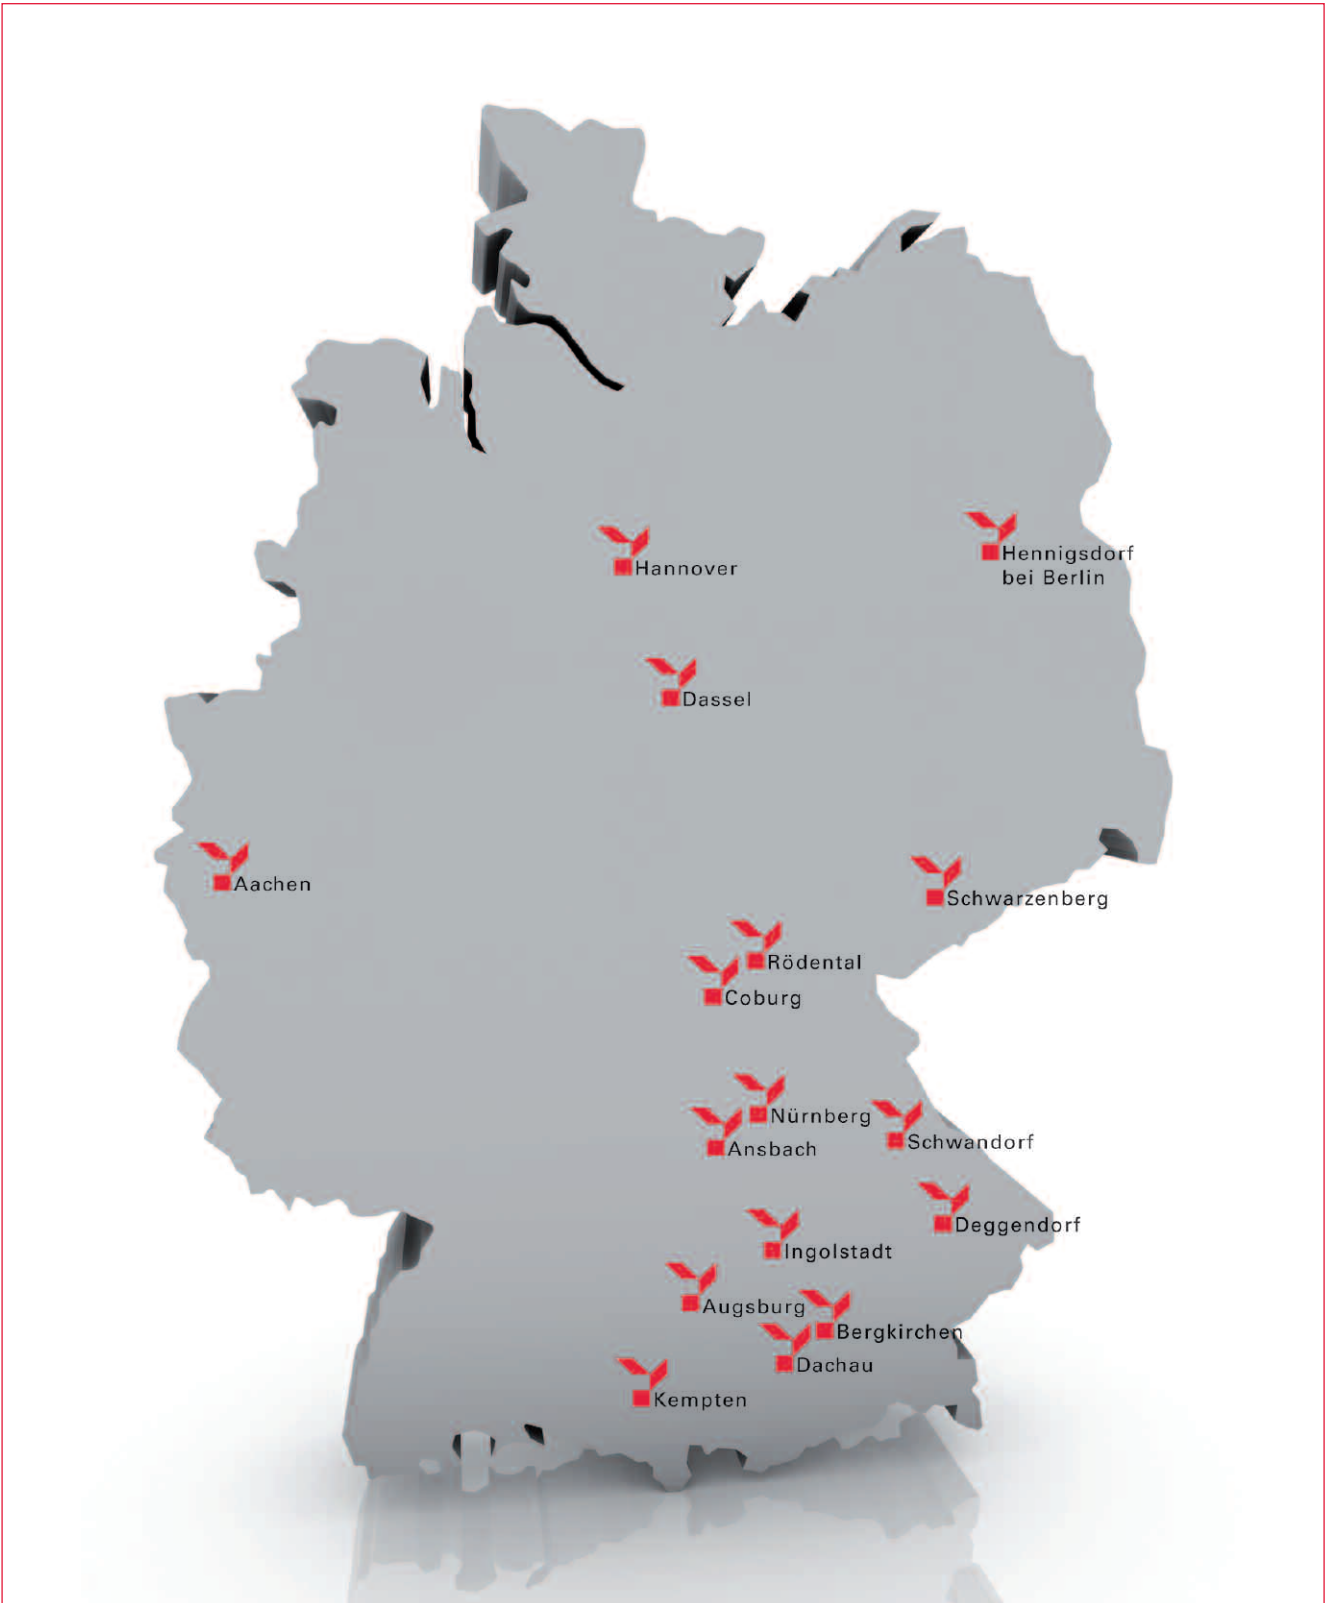 Hennigsdorf
bei Berlin
Hannover
Dassel
Aachen
Schwarzenberg
Rödental
Coburg
Nürnberg
Schwandorf
Ansbach
Deggendorf
Ingolstadt
Augsburg
Bergkirchen
Dachau
Kempten